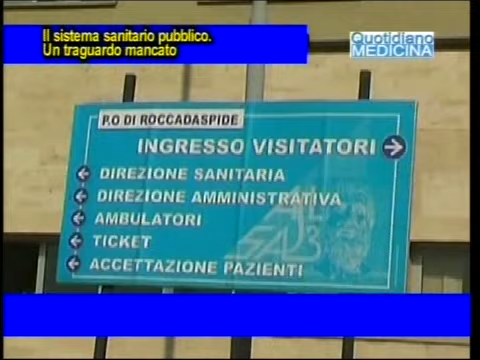 Il sistema sanitario pubblico.
Un traguardo mancato
Quotidiano
MEDICINA
P.O DI ROCCADASPIDE
INGRESSO VISITATORI
DIREZIONE SANITARIA
DIREZIONE AMMINISTRATIVA
AMBULATORI
TICKET
ACCETTAZIONE PAZIENTI